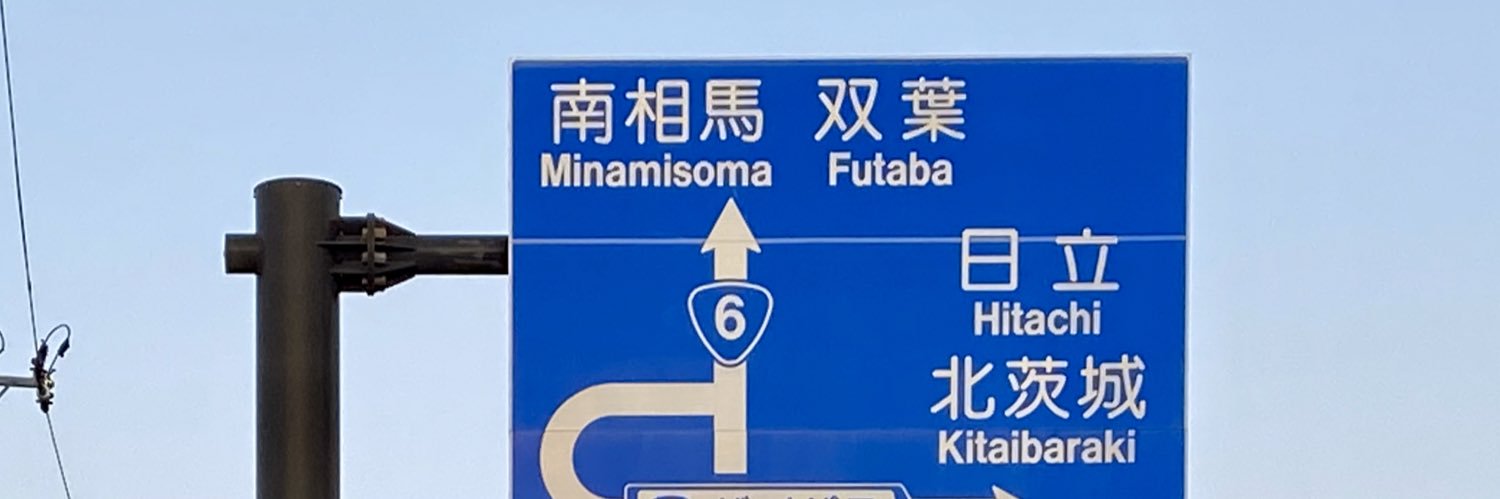 南相馬 双葉
Minamisoma Futaba
日立
Hitachi
6
北茨城
Kitaibaraki